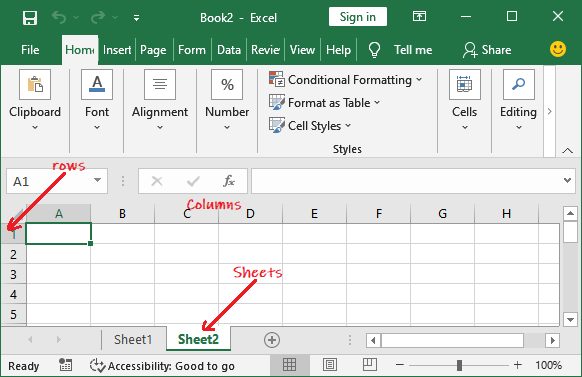 Book2 - Excel Sign in
File Home Insert Page Form Data Review View Help Tell me Share
Clipboard Font Alignment % Number Conditional Formatting Format as Table Cell Styles Cells Editing
Styles
rows
A1 fx
Columns
A B C D E F G H
1
2
3
Sheets
4
5
Sheet1 Sheet2
Ready Accessibility: Good to go 100%